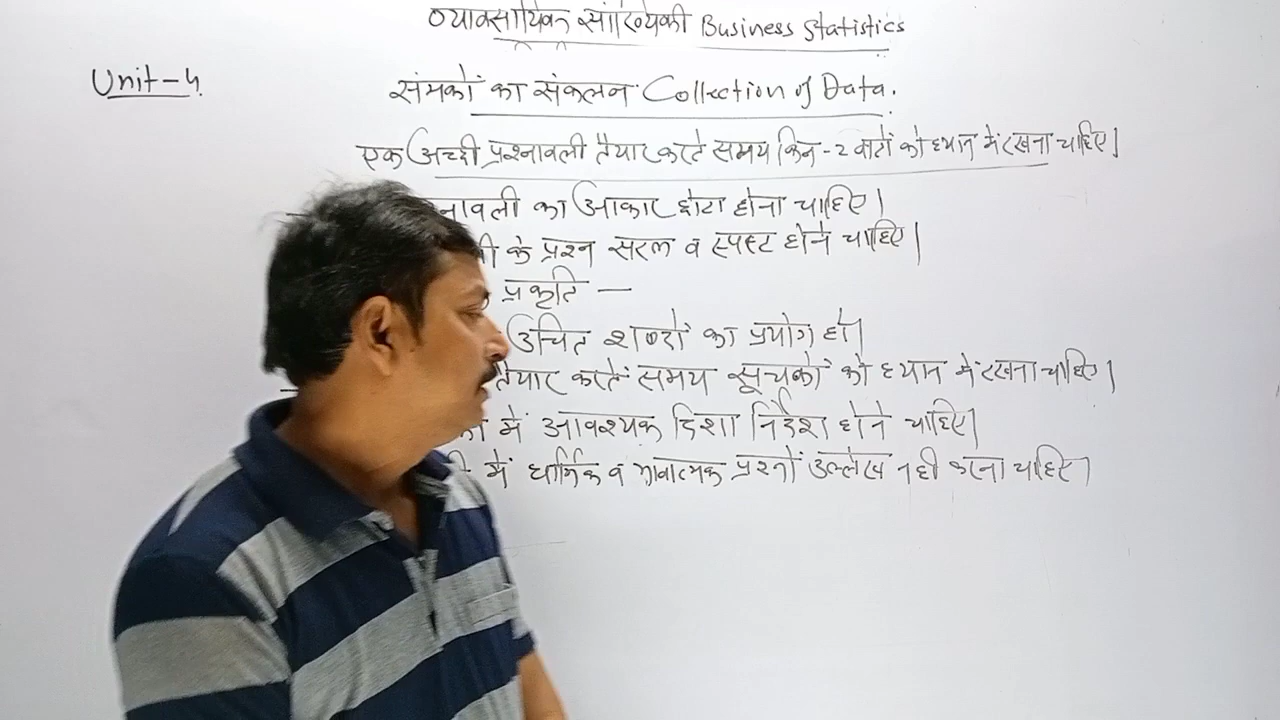 व्यावसायिक सांख्यिकी Business Statistics
Unit-4
संमकों का संकलन Collection of Data.
एक अच्छी प्रश्नावली तैयार करते समय किन-2 बातों को ध्यान में रखना चाहिए।
नावली का आकार छोटा होना चाहिए।
ी के प्रश्न सरल व स्पष्ट होने चाहिए।
प्रकृति —
उचित शब्दों का प्रयोग हो।
तैयार करते समय सूचकों को ध्यान में रखना चाहिए।
में आवश्यक दिशा निर्देश होने चाहिए।
में धार्मिक व भावात्मक प्रश्नों उल्लेख नही करना चाहिए।